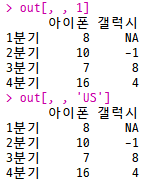 > out[, , 1]
아이폰 갤럭시
1분기 8 NA
2분기 10 -1
3분기 7 8
4분기 16 4
> out[, , 'US']
아이폰 갤럭시
1분기 8 NA
2분기 10 -1
3분기 7 8
4분기 16 4